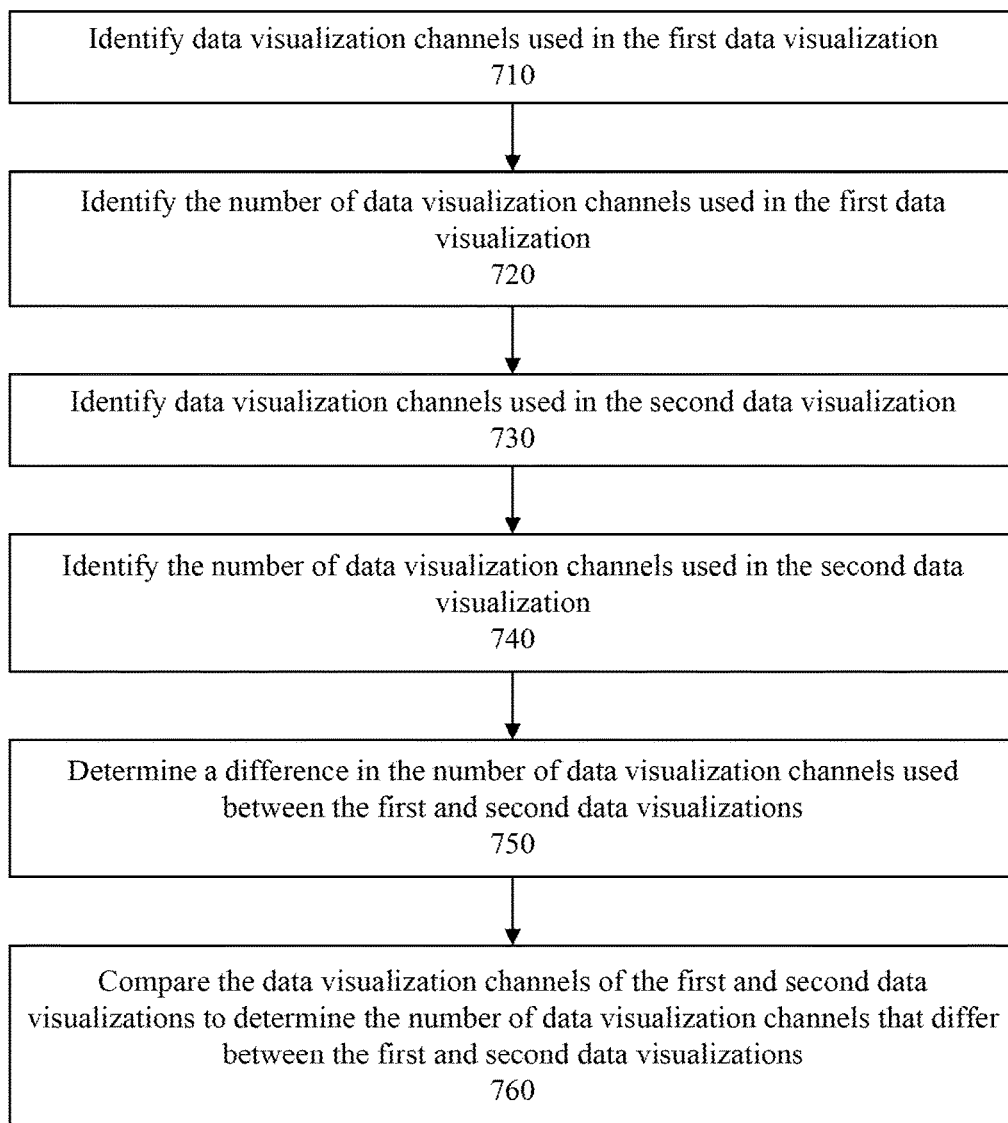 Identify data visualization channels used in the first data visualization
710
Identify the number of data visualization channels used in the first data
visualization
720
Identify data visualization channels used in the second data visualization
730
Identify the number of data visualization channels used in the second data
visualization
740
Determine a difference in the number of data visualization channels used
between the first and second data visualizations
750
Compare the data visualization channels of the first and second data
visualizations to determine the number of data visualization channels that differ
between the first and second data visualizations
760